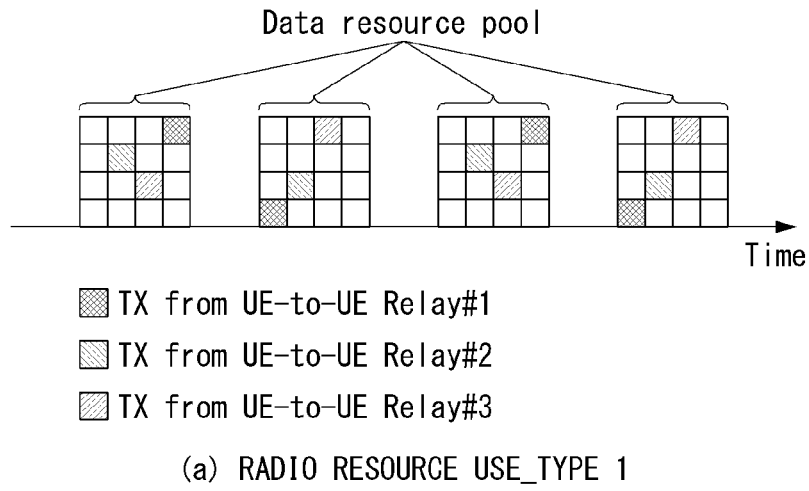 Data resource pool
Time
TX from UE-to-UE Relay#1
TX from UE-to-UE Relay#2
TX from UE-to-UE Relay#3
(a) RADIO RESOURCE USE_TYPE 1